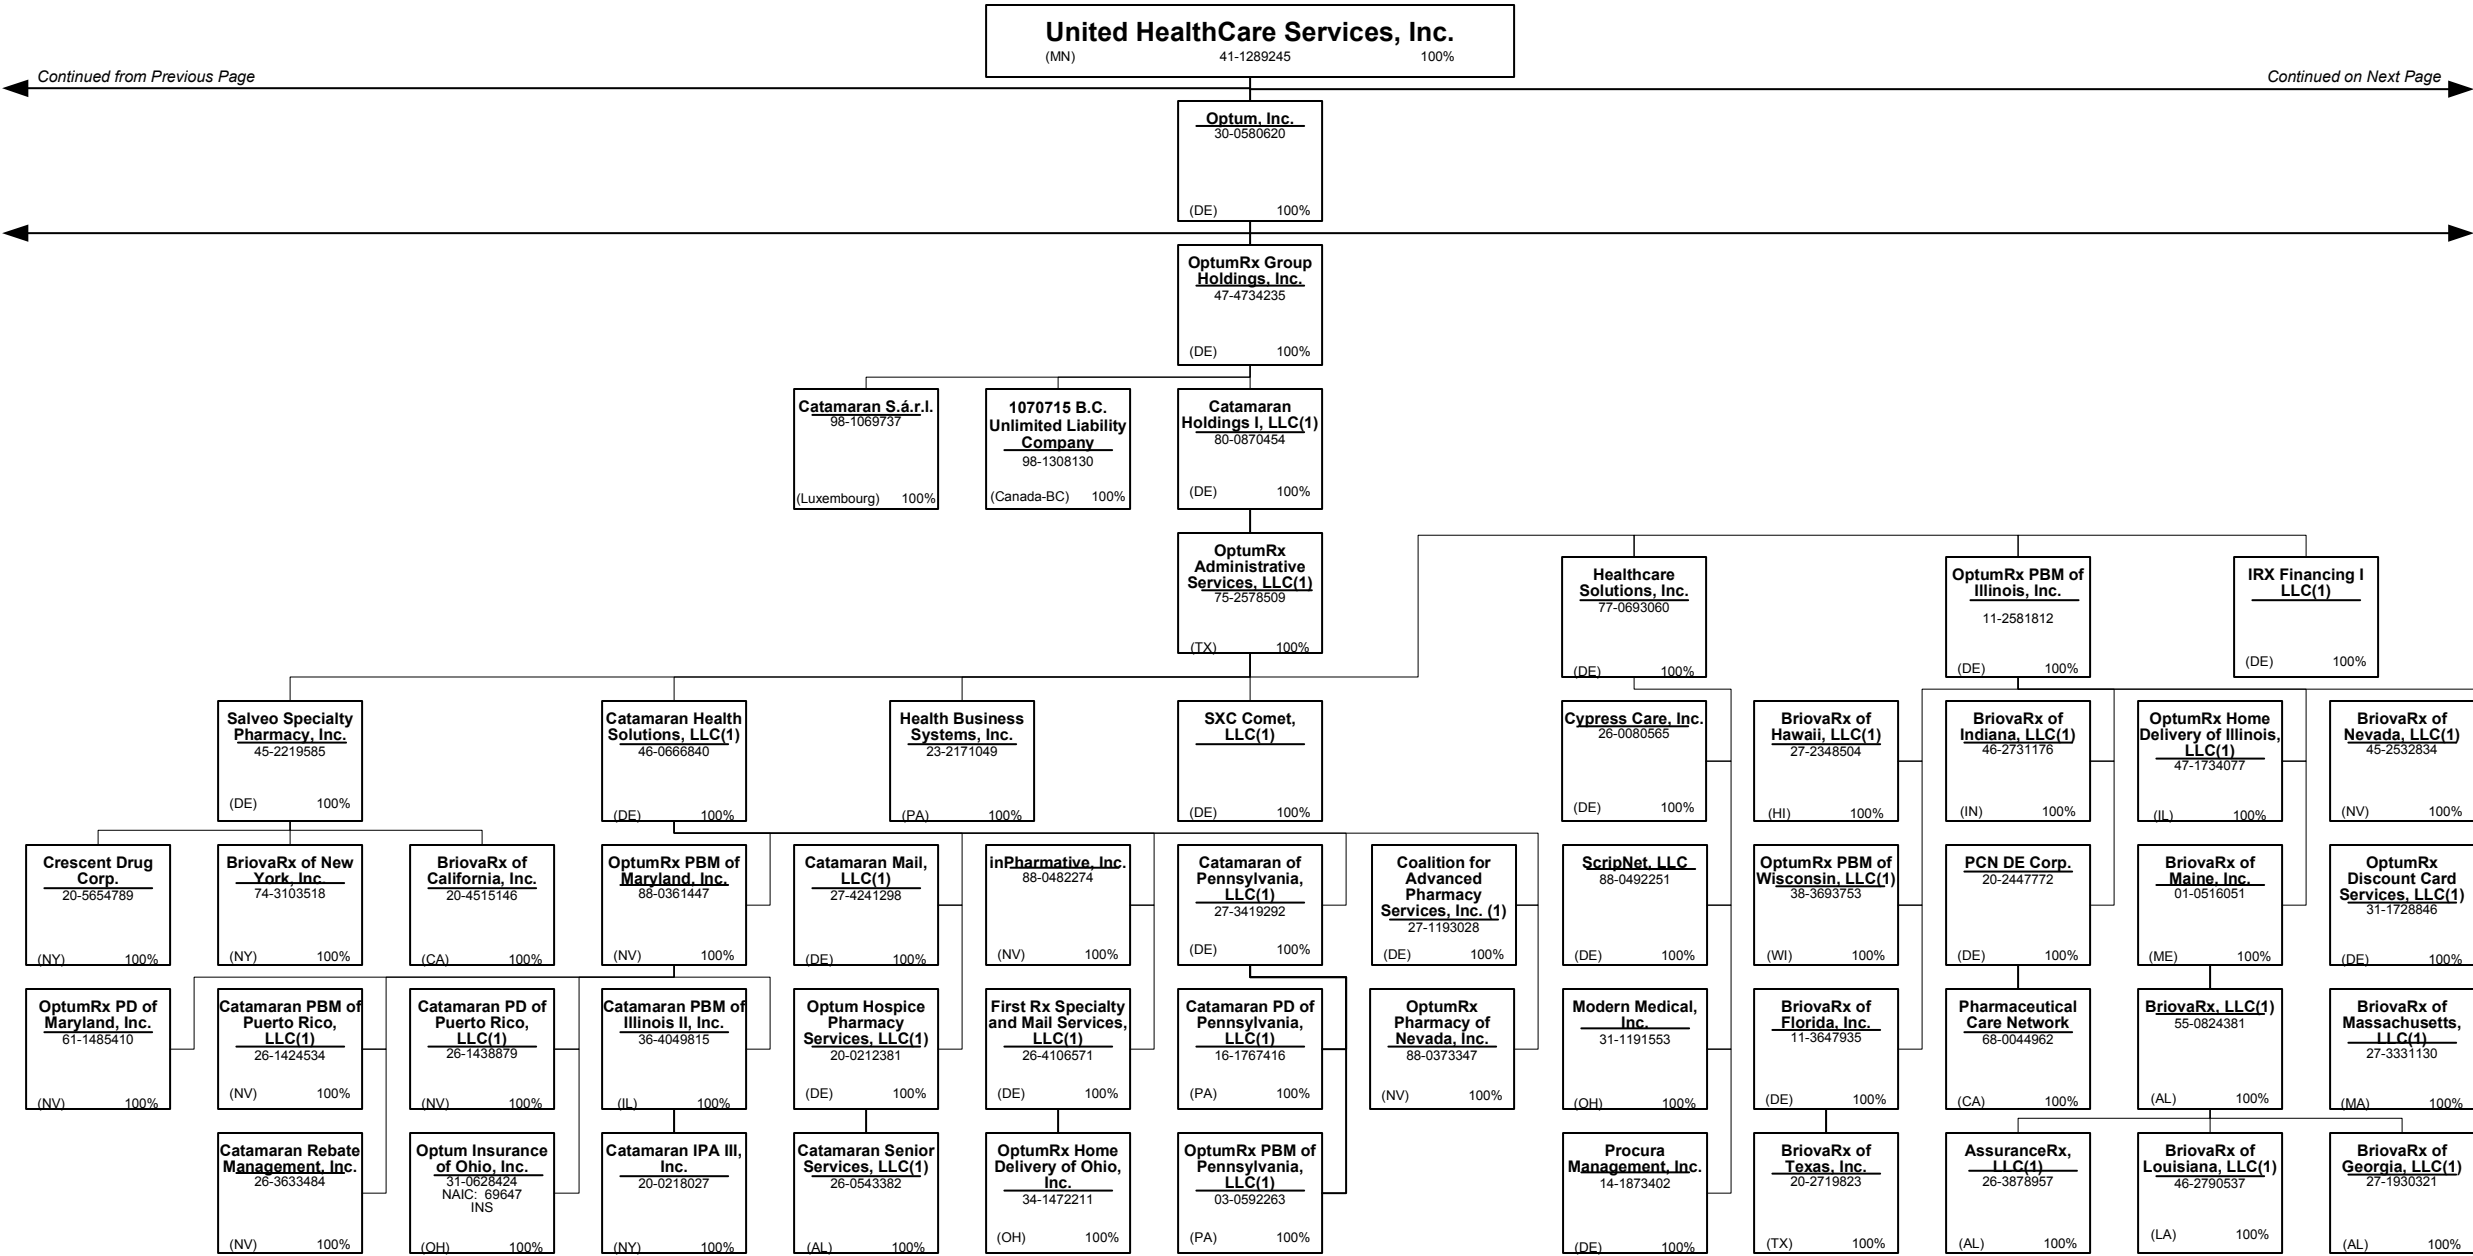 United HealthCare Services, Inc.
(MN) 41-1289245 100%
Continued from Previous Page
Continued on Next Page
Optum, Inc.
30-0580620
(DE) 100%
OptumRx Group
Holdings, Inc.
47-4734235
(DE) 100%
Catamaran S.á.r.l.
98-1069737
(Luxembourg) 100%
1070715 B.C.
Unlimited Liability
Company
98-1308130
(Canada-BC) 100%
Catamaran
Holdings I, LLC(1)
80-0870454
(DE) 100%
OptumRx
Administrative
Services, LLC(1)
75-2578509
(TX) 100%
Healthcare
Solutions, Inc.
77-0693060
(DE) 100%
OptumRx PBM of
Illinois, Inc.
11-2581812
(DE) 100%
IRX Financing I
LLC(1)
(DE) 100%
Salveo Specialty
Pharmacy, Inc.
45-2219585
(DE) 100%
Catamaran Health
Solutions, LLC(1)
46-0666840
(DE) 100%
Health Business
Systems, Inc.
23-2171049
(PA) 100%
SXC Comet,
LLC(1)
(DE) 100%
Cypress Care, Inc.
26-0080565
(DE) 100%
BriovaRx of
Hawaii, LLC(1)
27-2348504
(HI) 100%
BriovaRx of
Indiana, LLC(1)
46-2731176
(IN) 100%
OptumRx Home
Delivery of Illinois,
LLC(1)
47-1734077
(IL) 100%
BriovaRx of
Nevada, LLC(1)
45-2532834
(NV) 100%
Crescent Drug
Corp.
20-5654789
(NY) 100%
BriovaRx of New
York, Inc.
74-3103518
(NY) 100%
BriovaRx of
California, Inc.
20-4515146
(CA) 100%
OptumRx PBM of
Maryland, Inc.
88-0361447
(NV) 100%
Catamaran Mail,
LLC(1)
27-4241298
(DE) 100%
inPharmative, Inc.
88-0482274
(NV) 100%
Catamaran of
Pennsylvania,
LLC(1)
27-3419292
(DE) 100%
Coalition for
Advanced
Pharmacy
Services, Inc. (1)
27-1193028
(DE) 100%
ScripNet, LLC
88-0492251
(DE) 100%
OptumRx PBM of
Wisconsin, LLC(1)
38-3693753
(WI) 100%
PCN DE Corp.
20-2447772
(DE) 100%
BriovaRx of
Maine, Inc.
01-0516051
(ME) 100%
OptumRx
Discount Card
Services, LLC(1)
31-1728846
(DE) 100%
OptumRx PD of
Maryland, Inc.
61-1485410
(NV) 100%
Catamaran PBM of
Puerto Rico,
LLC(1)
26-1424534
(NV) 100%
Catamaran PD of
Puerto Rico,
LLC(1)
26-1438879
(NV) 100%
Catamaran PBM of
Illinois II, Inc.
36-4049815
(IL) 100%
Optum Hospice
Pharmacy
Services, LLC(1)
20-0212381
(DE) 100%
First Rx Specialty
and Mail Services,
LLC(1)
26-4106571
(DE) 100%
Catamaran PD of
Pennsylvania,
LLC(1)
16-1767416
(PA) 100%
OptumRx
Pharmacy of
Nevada, Inc.
88-0373347
(NV) 100%
Modern Medical,
Inc.
31-1191553
(OH) 100%
BriovaRx of
Florida, Inc.
11-3647935
(DE) 100%
Pharmaceutical
Care Network
68-0044962
(CA) 100%
BriovaRx, LLC(1)
55-0824381
(AL) 100%
BriovaRx of
Massachusetts,
LLC(1)
27-3331130
(MA) 100%
Catamaran Rebate
Management, Inc.
26-3633484
(NV) 100%
Optum Insurance
of Ohio, Inc.
31-0628424
NAIC: 69647
INS
(OH) 100%
Catamaran IPA III,
Inc.
20-0218027
(NY) 100%
Catamaran Senior
Services, LLC(1)
26-0543382
(AL) 100%
OptumRx Home
Delivery of Ohio,
Inc.
34-1472211
(OH) 100%
OptumRx PBM of
Pennsylvania,
LLC(1)
03-0592263
(PA) 100%
Procura
Management, Inc.
14-1873402
(DE) 100%
BriovaRx of
Texas, Inc.
20-2719823
(TX) 100%
AssuranceRx,
LLC(1)
26-3878957
(AL) 100%
BriovaRx of
Louisiana, LLC(1)
46-2790537
(LA) 100%
BriovaRx of
Georgia, LLC(1)
27-1930321
(AL) 100%